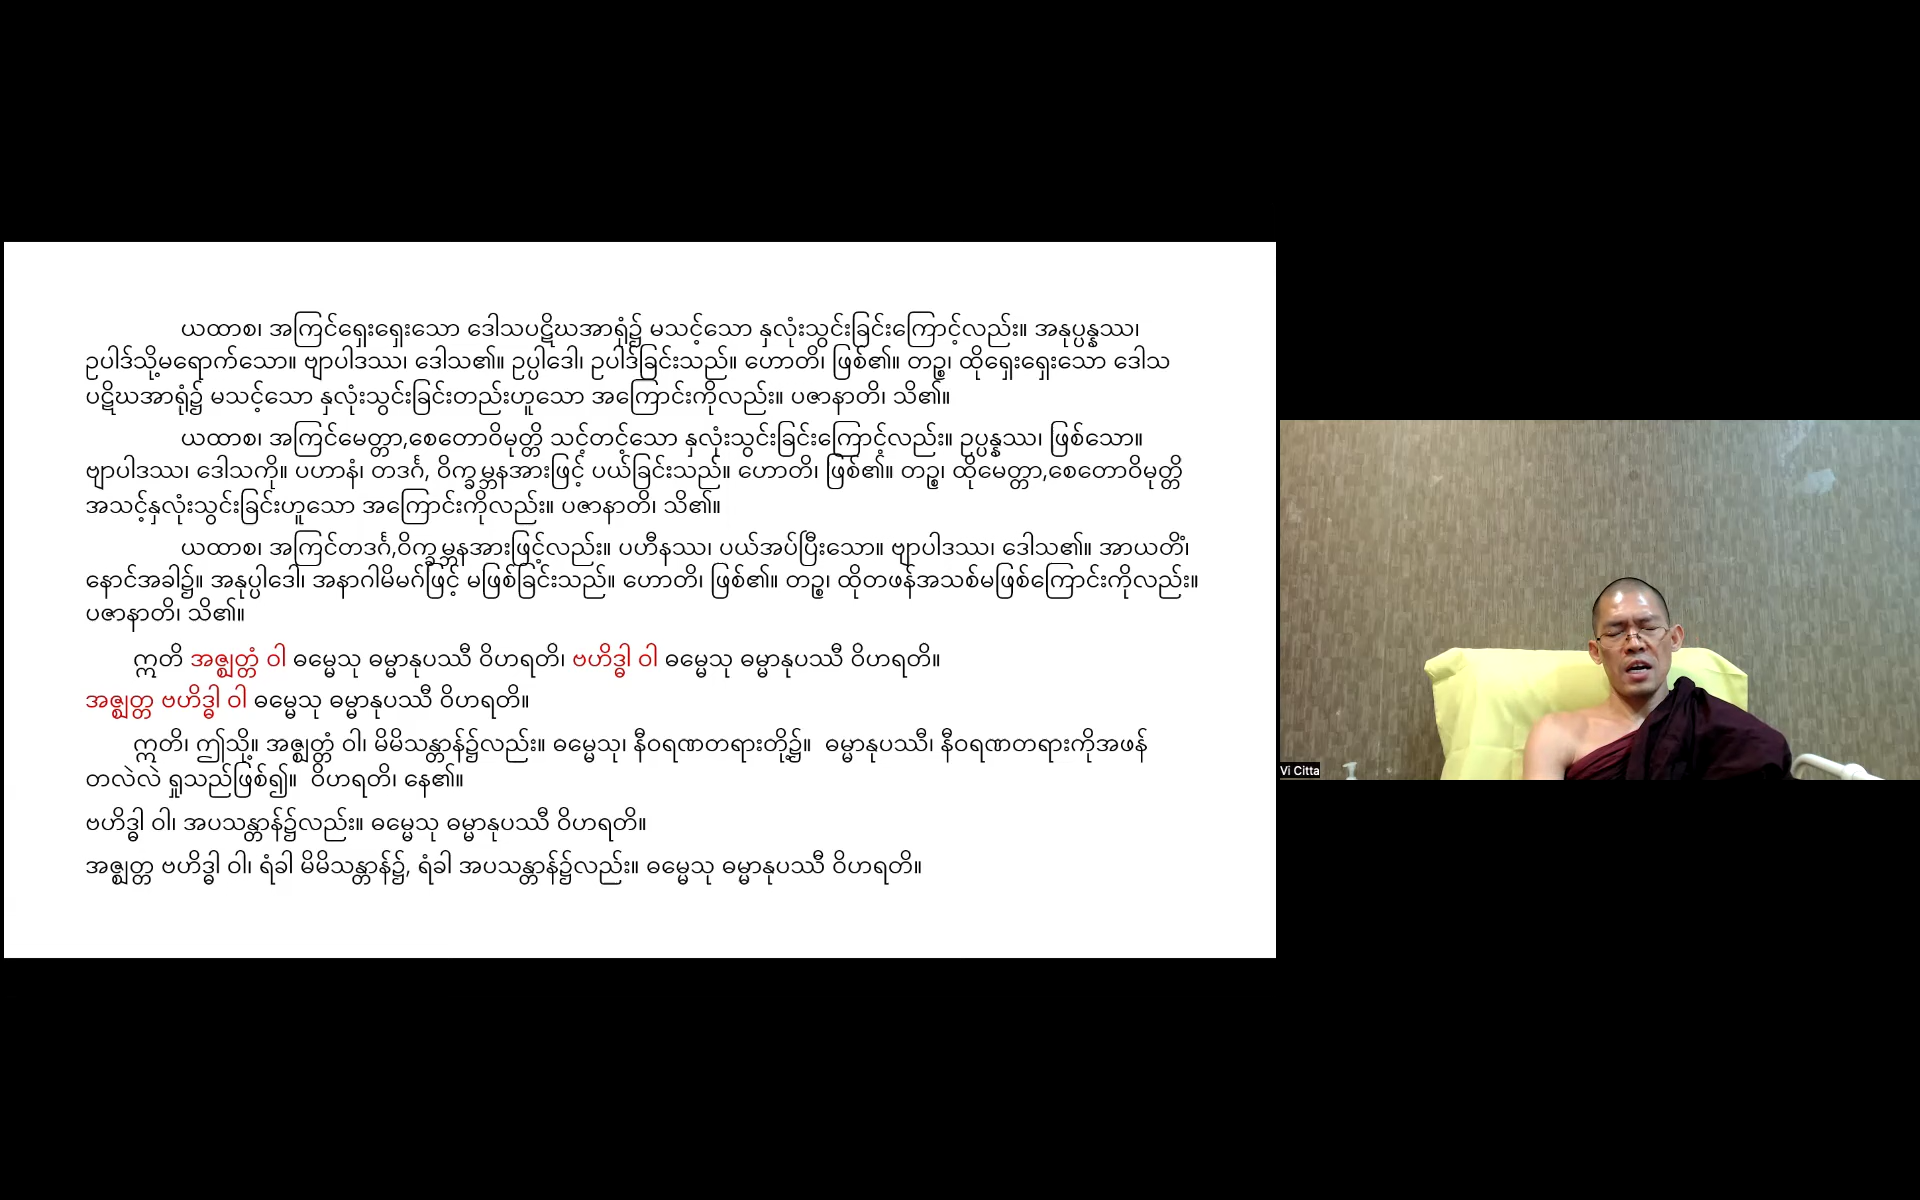 ယထာစ၊ အကြင်ရှေးရှေးသော ဒေါသပဋိဃအာရုံ၌ မသင့်သော နှလုံးသွင်းခြင်းကြောင့်လည်း။ အနုပ္ပန္နဿ၊
ဥပါဒ်သို့မရောက်သော။ ဗျာပါဒဿ၊ ဒေါသ၏။ ဥပ္ပါဒေါ၊ ဥပါဒ်ခြင်းသည်။ ဟောတိ၊ ဖြစ်၏။ တဉ္စ၊ ထိုရှေးရှေးသော ဒေါသ
ပဋိဃအာရုံ၌ မသင့်သော နှလုံးသွင်းခြင်းတည်းဟူသော အကြောင်းကိုလည်း။ ပဇာနာတိ၊ သိ၏။
ယထာစ၊ အကြင်မေတ္တာ,စေတောဝိမုတ္တိ သင့်တင့်သော နှလုံးသွင်းခြင်းကြောင့်လည်း။ ဥပ္ပန္နဿ၊ ဖြစ်သော။
ဗျာပါဒဿ၊ ဒေါသကို။ ပဟာနံ၊ တဒင်္ဂ, ဝိက္ခမ္ဘနအားဖြင့် ပယ်ခြင်းသည်။ ဟောတိ၊ ဖြစ်၏။ တဉ္စ၊ ထိုမေတ္တာ,စေတောဝိမုတ္တိ
အသင့်နှလုံးသွင်းခြင်းဟူသော အကြောင်းကိုလည်း။ ပဇာနာတိ၊ သိ၏။
ယထာစ၊ အကြင်တဒင်္ဂ,ဝိက္ခမ္ဘနအားဖြင့်လည်း။ ပဟီနဿ၊ ပယ်အပ်ပြီးသော။ ဗျာပါဒဿ၊ ဒေါသ၏။ အာယတိံ၊
နောင်အခါ၌။ အနုပ္ပါဒေါ၊ အနာဂါမိမဂ်ဖြင့် မဖြစ်ခြင်းသည်။ ဟောတိ၊ ဖြစ်၏။ တဉ္စ၊ ထိုတဖန်အသစ်မဖြစ်ကြောင်းကိုလည်း။
ပဇာနာတိ၊ သိ၏။
ဣတိ အဇ္ဈတ္တံ ဝါ ဓမ္မေသု ဓမ္မာနုပဿီ ဝိဟရတိ၊ ဗဟိဒ္ဓါ ဝါ ဓမ္မေသု ဓမ္မာနုပဿီ ဝိဟရတိ။
အဇ္ဈတ္တ ဗဟိဒ္ဓါ ဝါ ဓမ္မေသု ဓမ္မာနုပဿီ ဝိဟရတိ။
ဣတိ၊ ဤသို့။ အဇ္ဈတ္တံ ဝါ၊ မိမိသန္တာန်၌လည်း။ ဓမ္မေသု၊ နီဝရဏတရားတို့၌။ ဓမ္မာနုပဿီ၊ နီဝရဏတရားကိုအဖန်
တလဲလဲ ရှုသည်ဖြစ်၍။ ဝိဟရတိ၊ နေ၏။
ဗဟိဒ္ဓါ ဝါ၊ အပသန္တာန်၌လည်း။ ဓမ္မေသု ဓမ္မာနုပဿီ ဝိဟရတိ။
အဇ္ဈတ္တ ဗဟိဒ္ဓါ ဝါ၊ ရံခါ မိမိသန္တာန်၌, ရံခါ အပသန္တာန်၌လည်း။ ဓမ္မေသု ဓမ္မာနုပဿီ ဝိဟရတိ။
Vi Citta